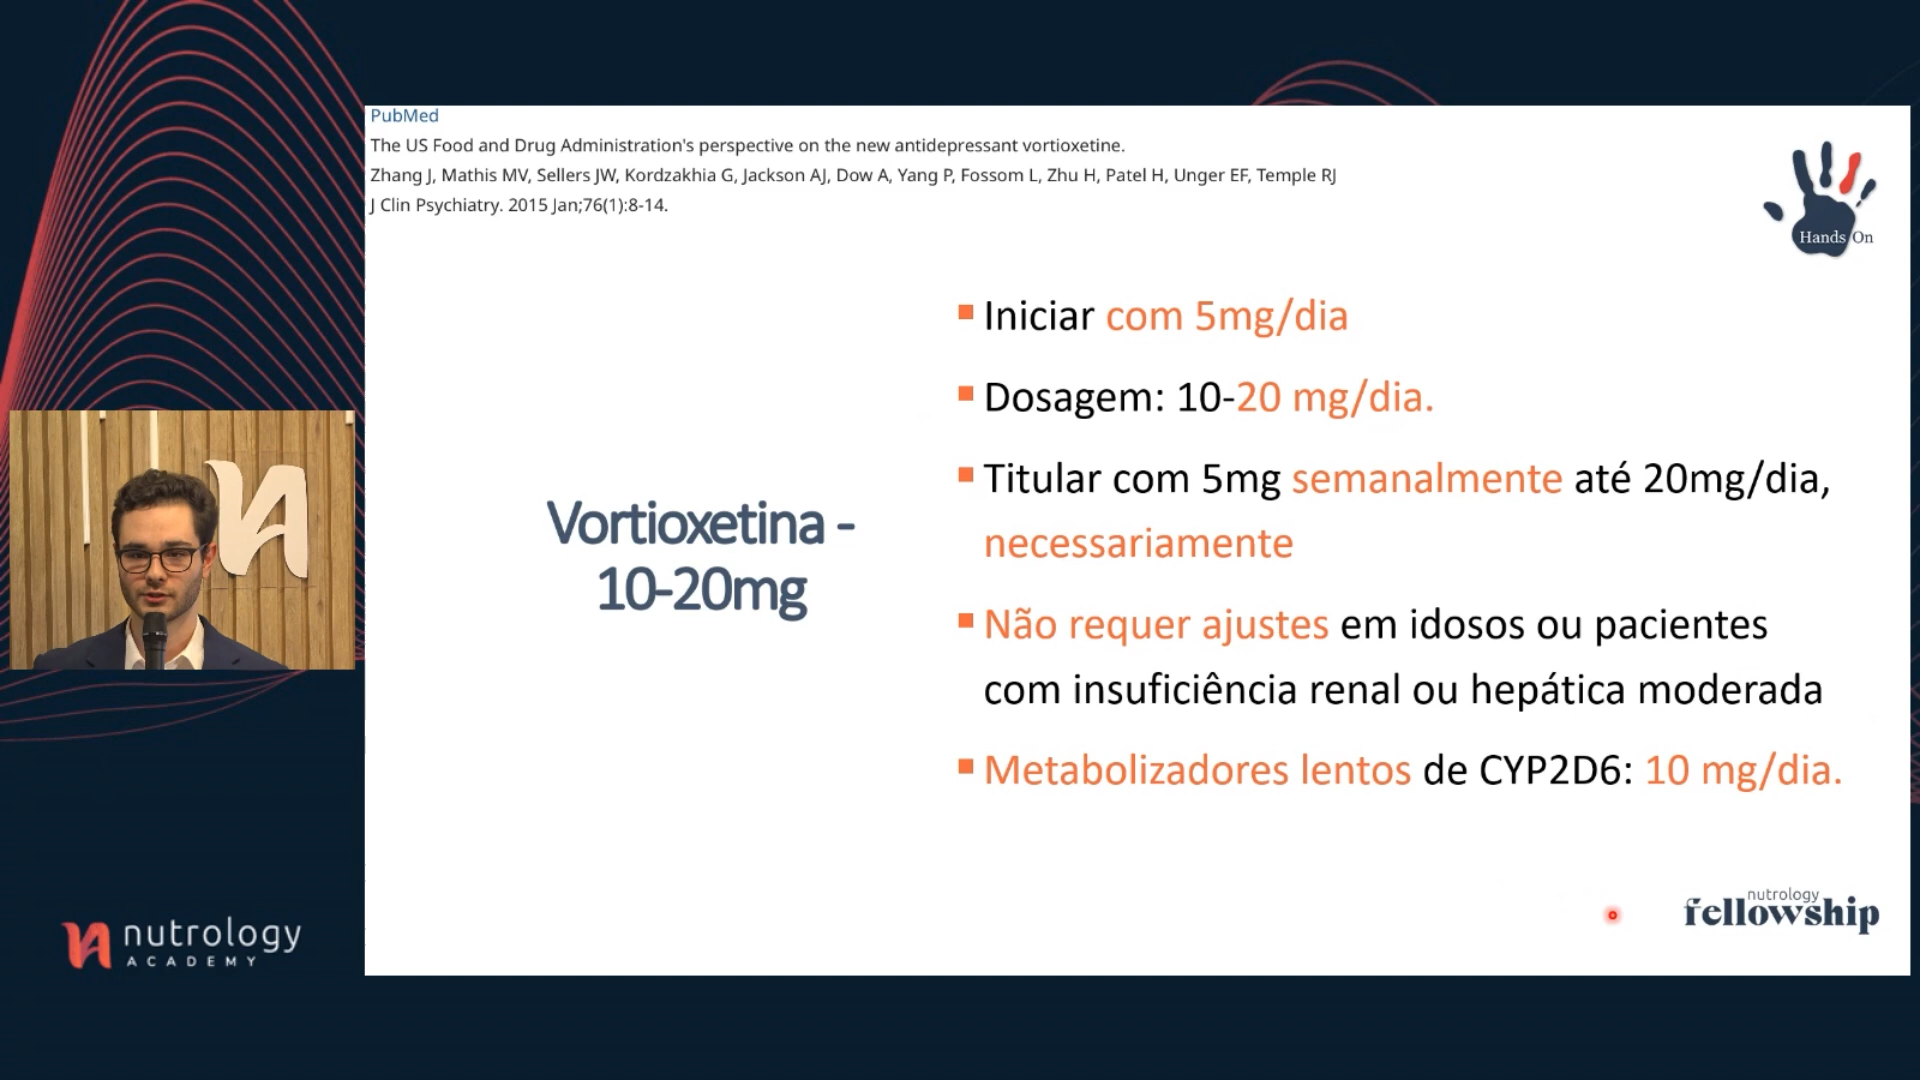 PubMed
The US Food and Drug Administration's perspective on the new antidepressant vortioxetine.
Zhang J, Mathis MV, Sellers JW, Kordzakhia G, Jackson AJ, Dow A, Yang P, Fossom L, Zhu H, Patel H, Unger EF, Temple RJ
J Clin Psychiatry. 2015 Jan;76(1):8-14.
Hands On
Vortioxetina -
10-20mg
Iniciar com 5mg/dia
Dosagem: 10-20 mg/dia.
Titular com 5mg semanalmente até 20mg/dia,
necessariamente
Não requer ajustes em idosos ou pacientes
com insuficiência renal ou hepática moderada
Metabolizadores lentos de CYP2D6: 10 mg/dia.
nutrology
fellowship
nutrology
ACADEMY